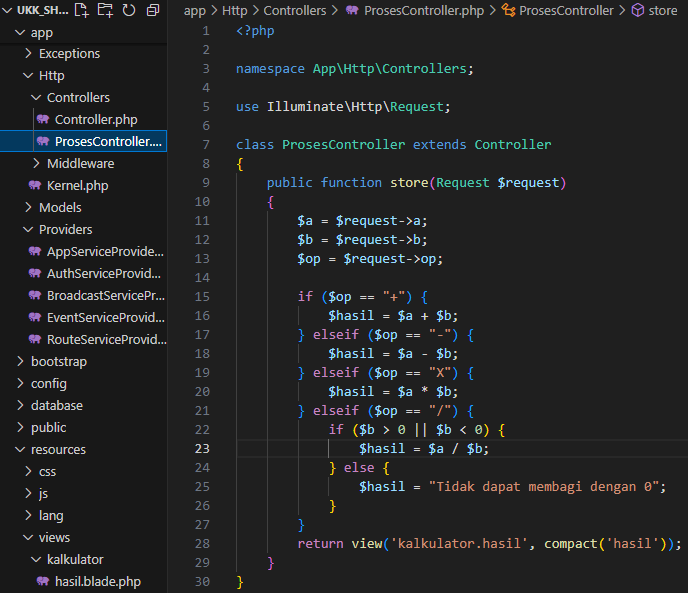 UKK_SH...
app
Exceptions
Http
Controllers
Controller.php
ProsesController....
Middleware
Kernel.php
Models
Providers
AppServiceProvide...
AuthServiceProvid...
BroadcastServicePr...
EventServiceProvid...
RouteServiceProvid...
bootstrap
config
database
public
resources
css
js
lang
views
kalkulator
hasil.blade.php
app > Http > Controllers > ProsesController.php > ProsesController > store
1 <?php
2
3 namespace App\Http\Controllers;
4
5 use Illuminate\Http\Request;
6
7 class ProsesController extends Controller
8 {
9     public function store(Request $request)
10     {
11         $a = $request->a;
12         $b = $request->b;
13         $op = $request->op;
14
15         if ($op == "+") {
16             $hasil = $a + $b;
17         } elseif ($op == "-") {
18             $hasil = $a - $b;
19         } elseif ($op == "X") {
20             $hasil = $a * $b;
21         } elseif ($op == "/") {
22             if ($b > 0 || $b < 0) {
23                 $hasil = $a / $b;
24             } else {
25                 $hasil = "Tidak dapat membagi dengan 0";
26             }
27         }
28         return view('kalkulator.hasil', compact('hasil'));
29     }
30 }